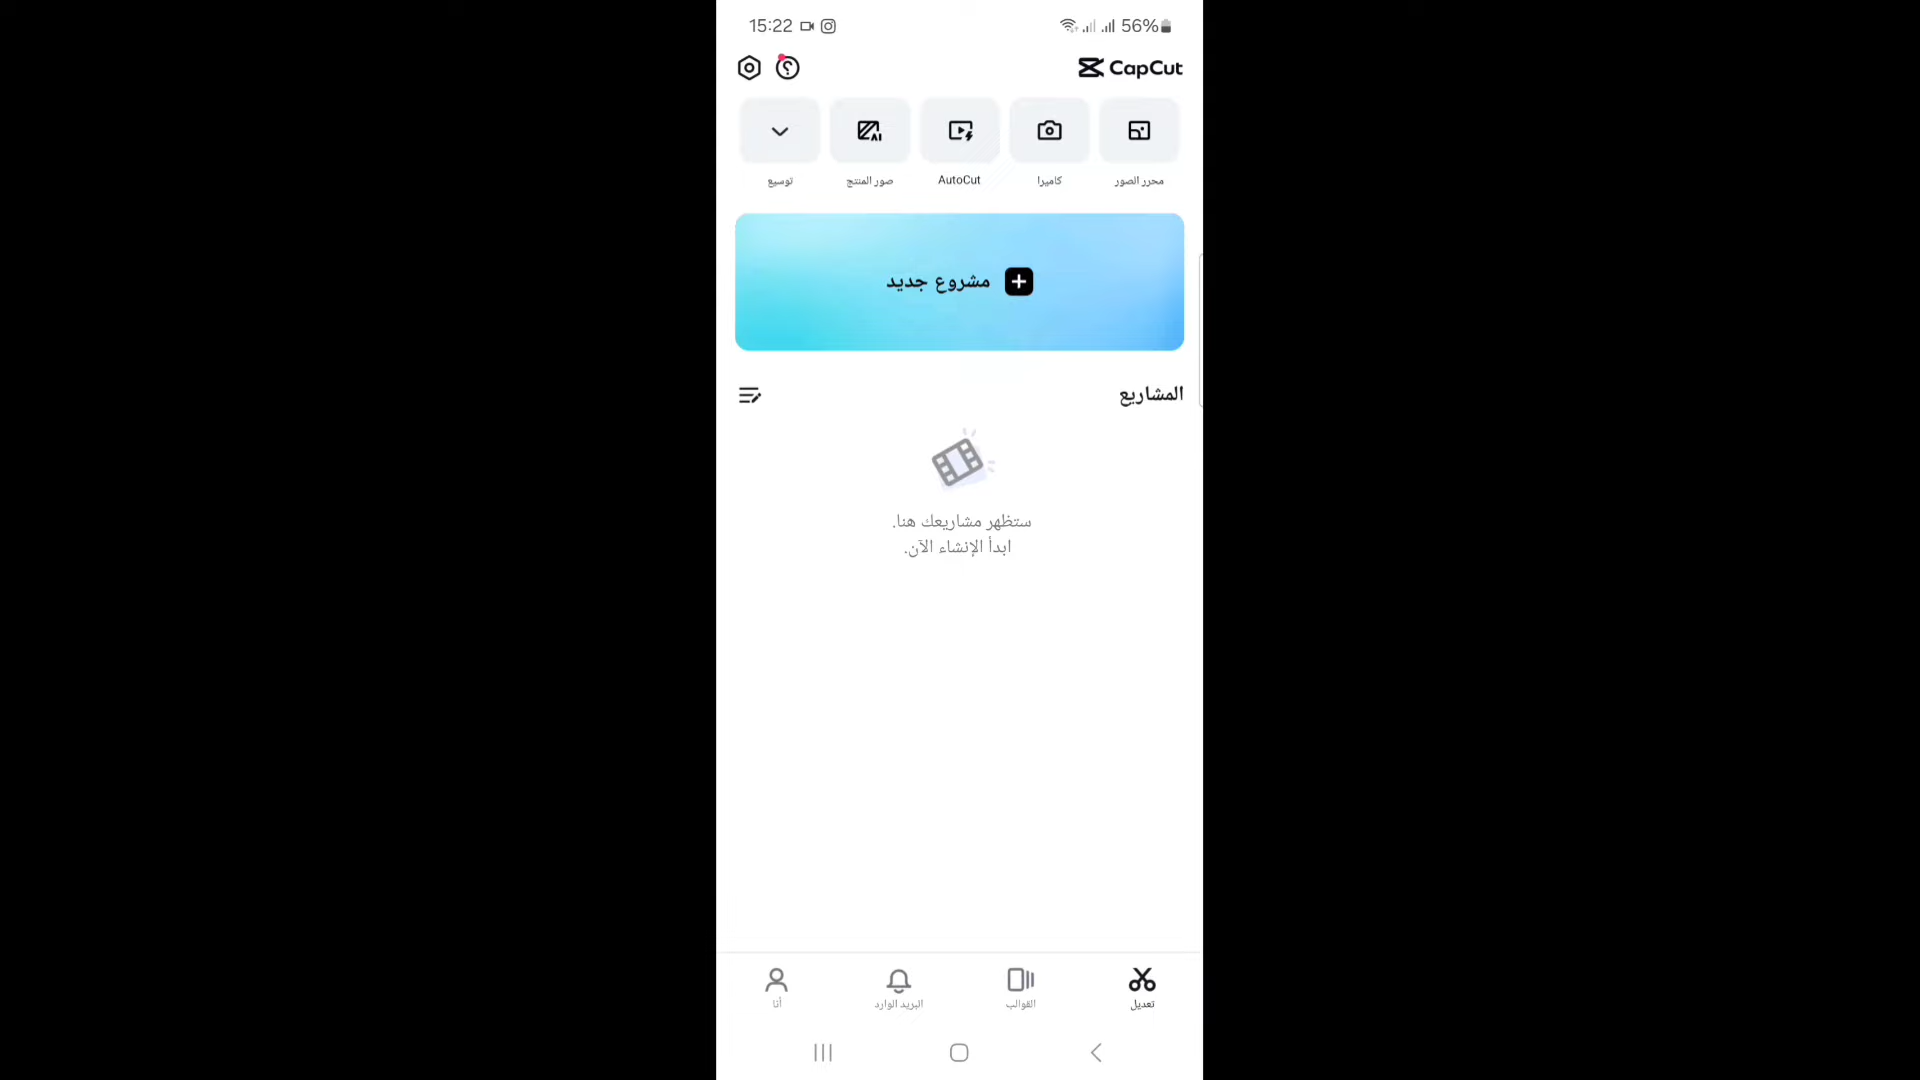 15:22
56%
CapCut
محرر الصور
كاميرا
AutoCut
صور المنتج
توسيع
مشروع جديد
المشاريع
ستظهر مشاريعك هنا.
ابدأ الإنشاء الآن.
تعديل
القوالب
البريد الوارد
أنا